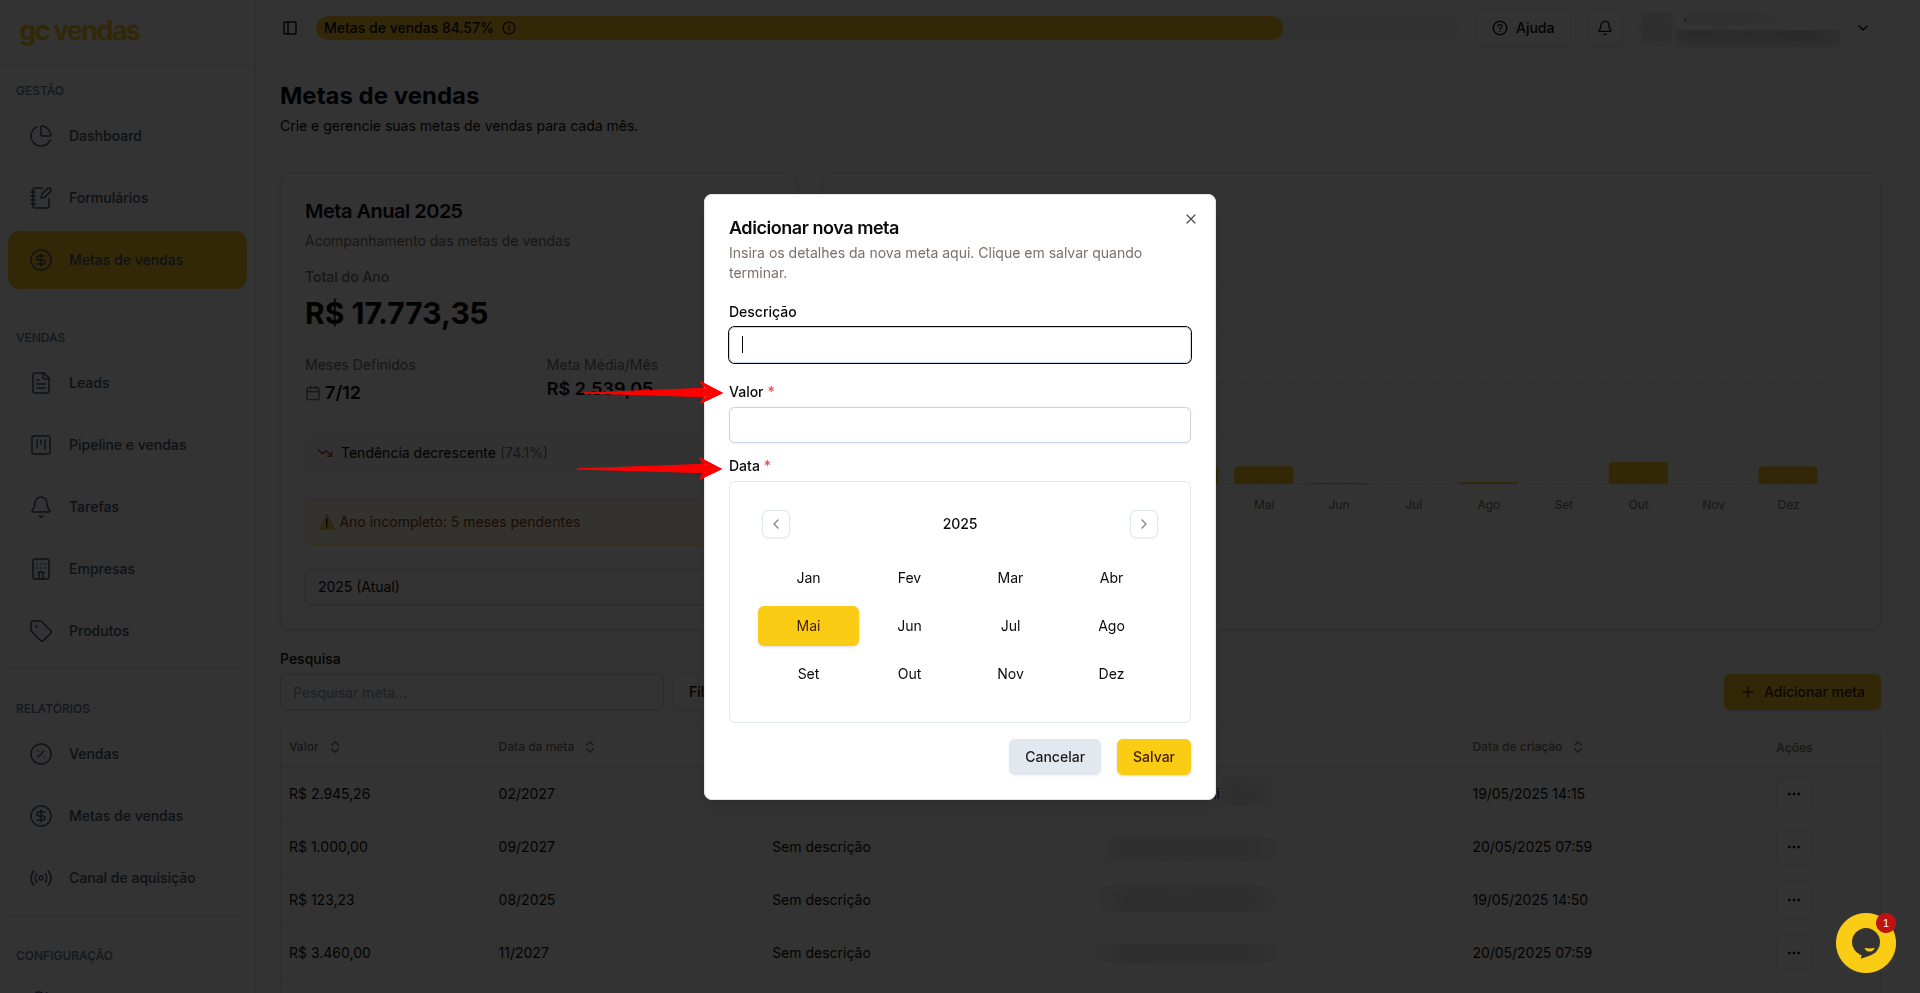 gc vendas
Metas de vendas 84.57%
Ajuda
GESTÃO
Dashboard
Formulários
Metas de vendas
VENDAS
Leads
Pipeline e vendas
Tarefas
Empresas
Produtos
RELATÓRIOS
Vendas
Metas de vendas
Canal de aquisição
CONFIGURAÇÃO
Metas de vendas
Crie e gerencie suas metas de vendas para cada mês.
Meta Anual 2025
Acompanhamento das metas de vendas
Total do Ano
R$ 17.773,35
Meses Definidos
Meta Média/Mês
7/12
R$ 2.539,05
Tendência decrescente (74.1%)
Ano incompleto: 5 meses pendentes
2025 (Atual)
Mai
Jun
Jul
Ago
Set
Out
Nov
Dez
Adicionar nova meta
Insira os detalhes da nova meta aqui. Clique em salvar quando
terminar.
Descrição
Valor *
Data *
2025
Jan Fev Mar Abr
Mai Jun Jul Ago
Set Out Nov Dez
Cancelar
Salvar
Pesquisa
Pesquisar meta...
Fil
Adicionar meta
Valor Data da meta Data de criação Ações
R$ 2.945,26 02/2027 19/05/2025 14:15
R$ 1.000,00 09/2027 Sem descrição 20/05/2025 07:59
R$ 123,23 08/2025 Sem descrição 19/05/2025 14:50
R$ 3.460,00 11/2027 Sem descrição 20/05/2025 07:59
1